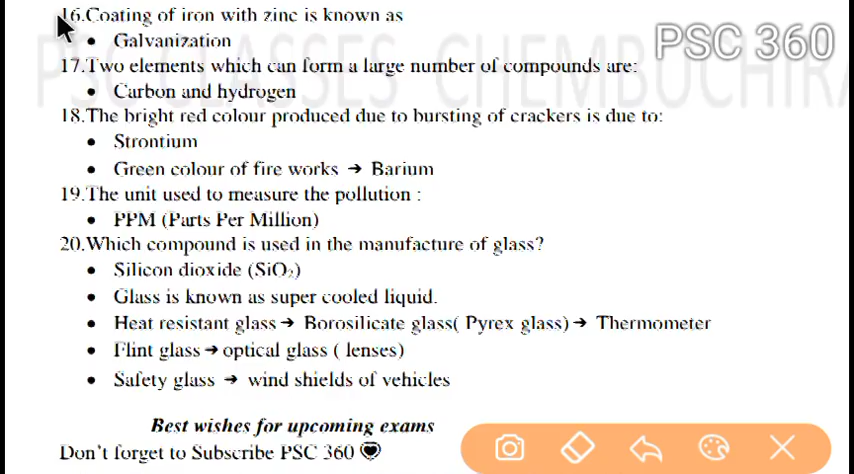 16.Coating of iron with zinc is known as
• Galvanization
PSC 360
17.Two elements which can form a large number of compounds are:
PSC CLASSES CHEMBUCHIRA
• Carbon and hydrogen
18.The bright red colour produced due to bursting of crackers is due to:
• Strontium
• Green colour of fire works → Barium
19.The unit used to measure the pollution :
• PPM (Parts Per Million)
20.Which compound is used in the manufacture of glass?
• Silicon dioxide (SiO₂)
• Glass is known as super cooled liquid.
• Heat resistant glass→ Borosilicate glass( Pyrex glass)→ Thermometer
• Flint glass→optical glass ( lenses)
• Safety glass → wind shields of vehicles
Best wishes for upcoming exams
Don't forget to Subscribe PSC 360